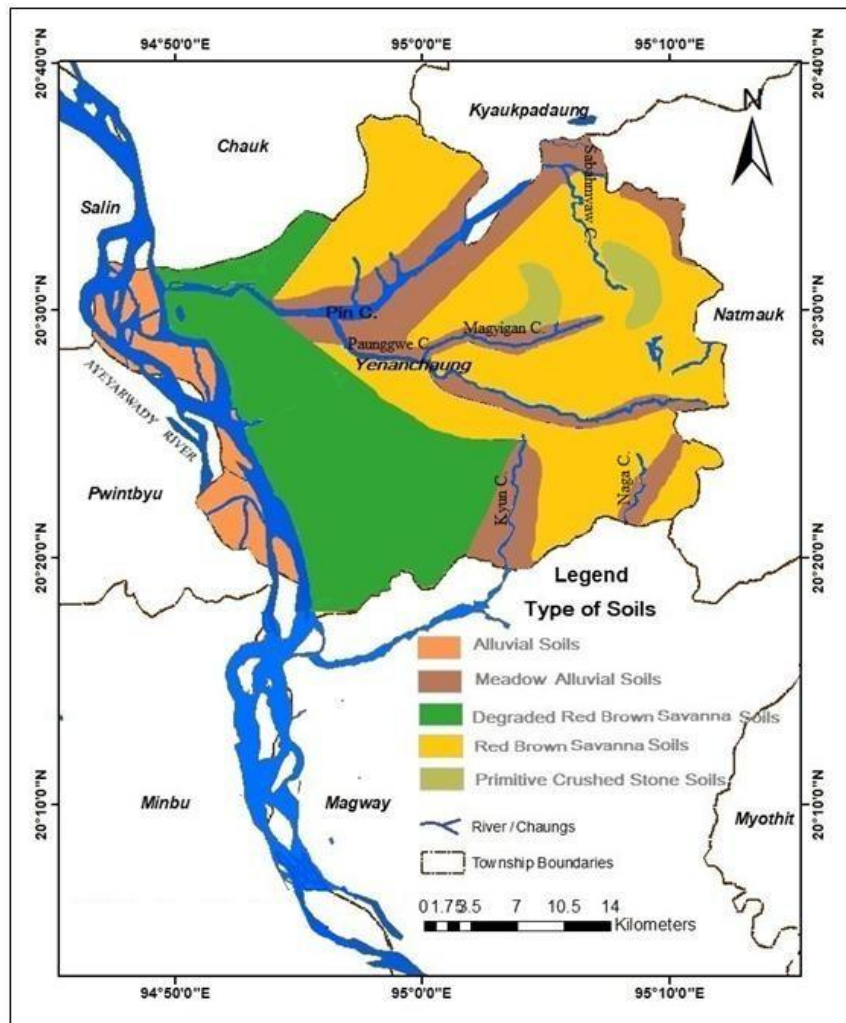 94°50'0"E 95°0'0"E 95°10'0"E
20°40'0"N 20°40'0"N
Kyaukpadaung
N
Chauk
Sabahmyaw C.
Salin
20°30'0"N 20°30'0"N
Pin C.
Natmauk
Magyigan C.
Paunggwe C.
Yenanchaung
AYEYARWADY RIVER
Pwintbyu
Kyun C.
Naga C.
20°20'0"N 20°20'0"N
Legend
Type of Soils
Alluvial Soils
Meadow Alluvial Soils
Degraded Red Brown Savanna Soils
Red Brown Savanna Soils
Primitive Crushed Stone Soils
20°10'0"N 20°10'0"N
Minbu
Magway
Myothit
River / Chaungs
Township Boundaries
0 1.75 3.5 7 10.5 14
Kilometers
94°50'0"E 95°0'0"E 95°10'0"E